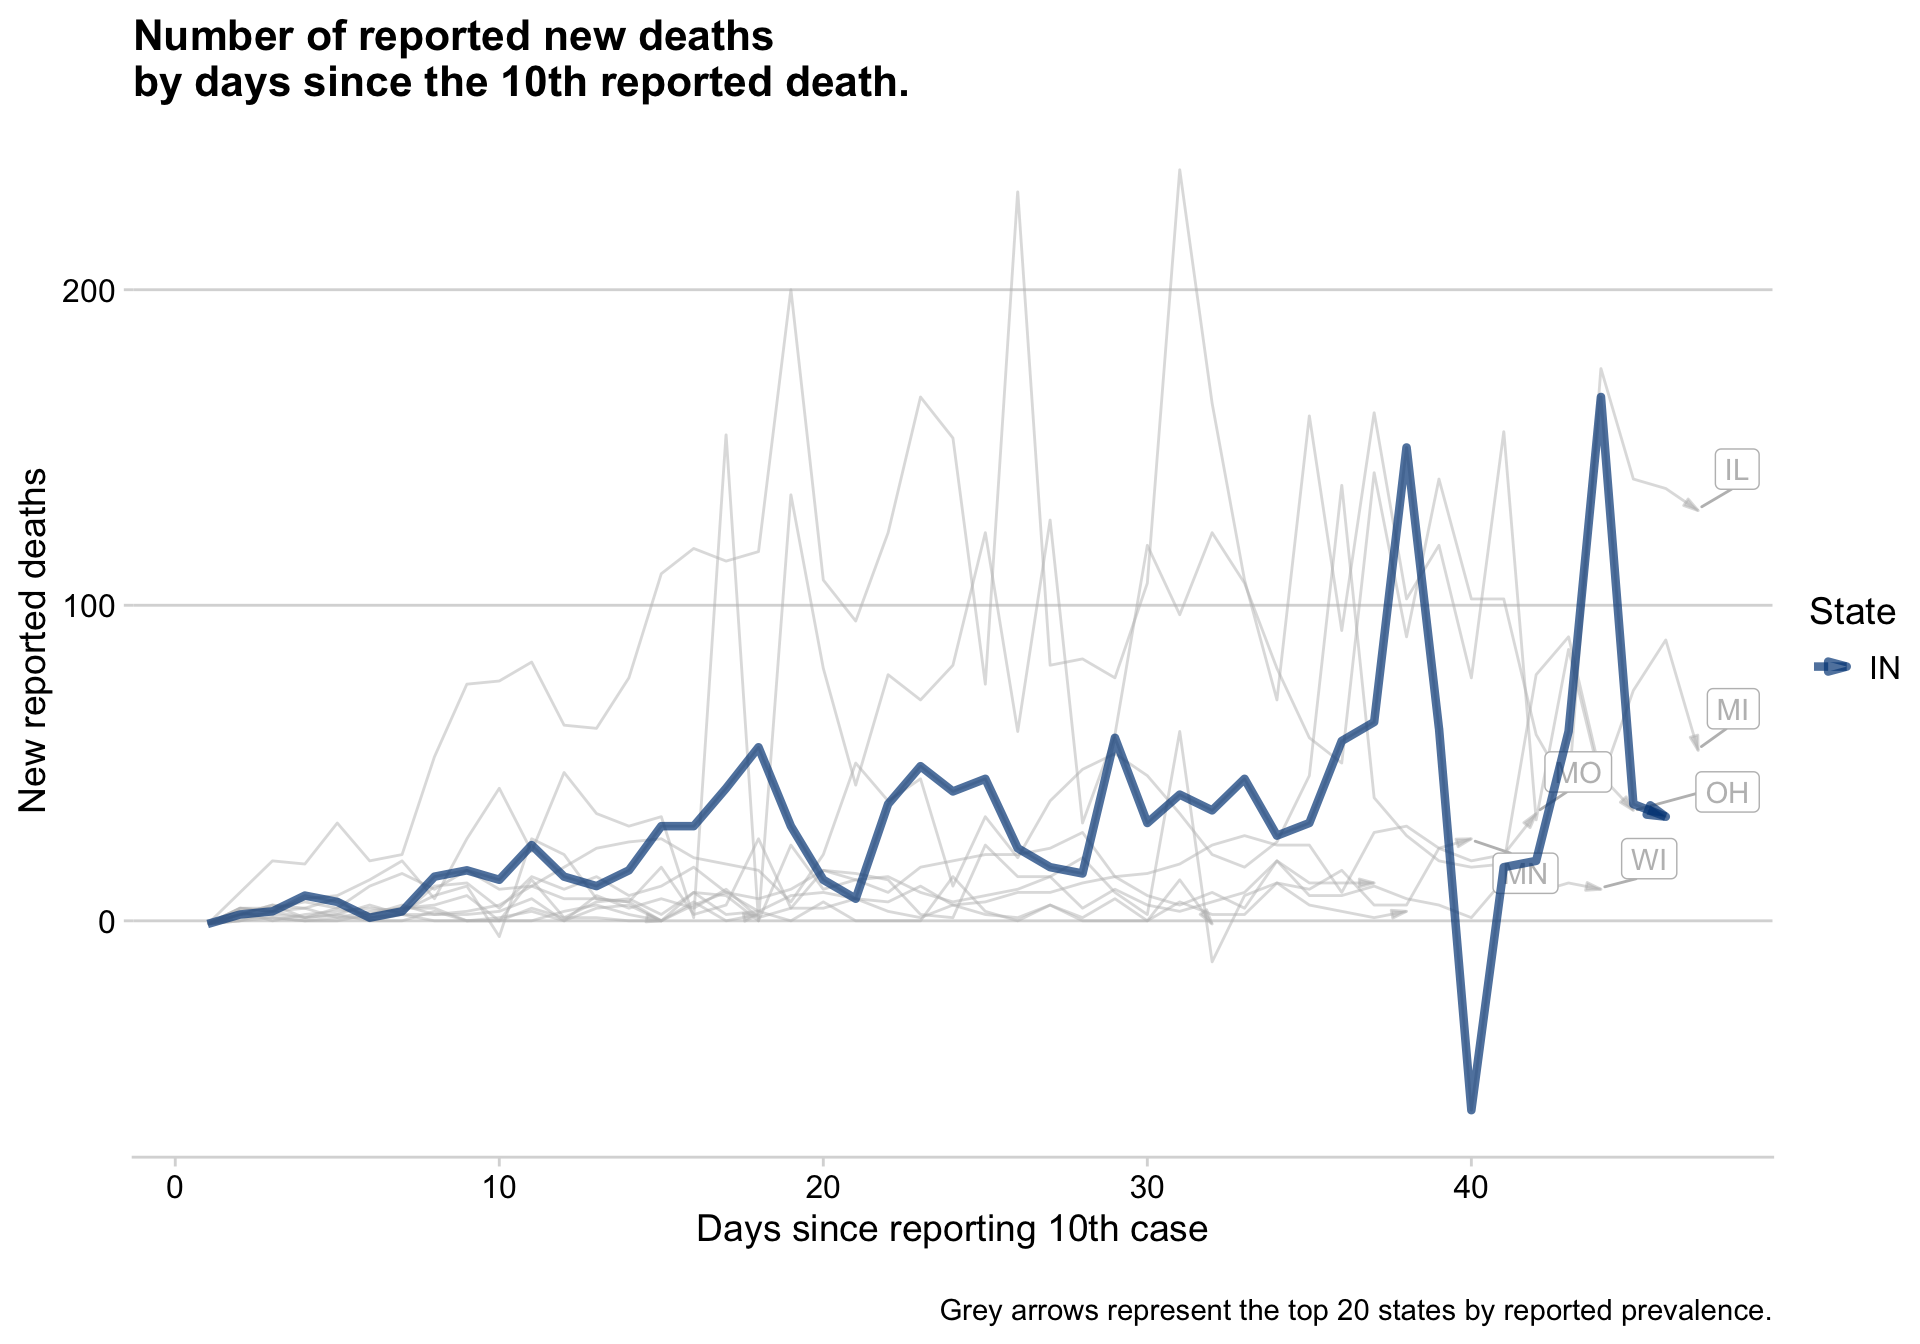 Number of reported new deaths
by days since the 10th reported death.
New reported deaths
200
100
0
IL
MI
MO
OH
WI
MN
State
IN
0 10 20 30 40
Days since reporting 10th case
Grey arrows represent the top 20 states by reported prevalence.